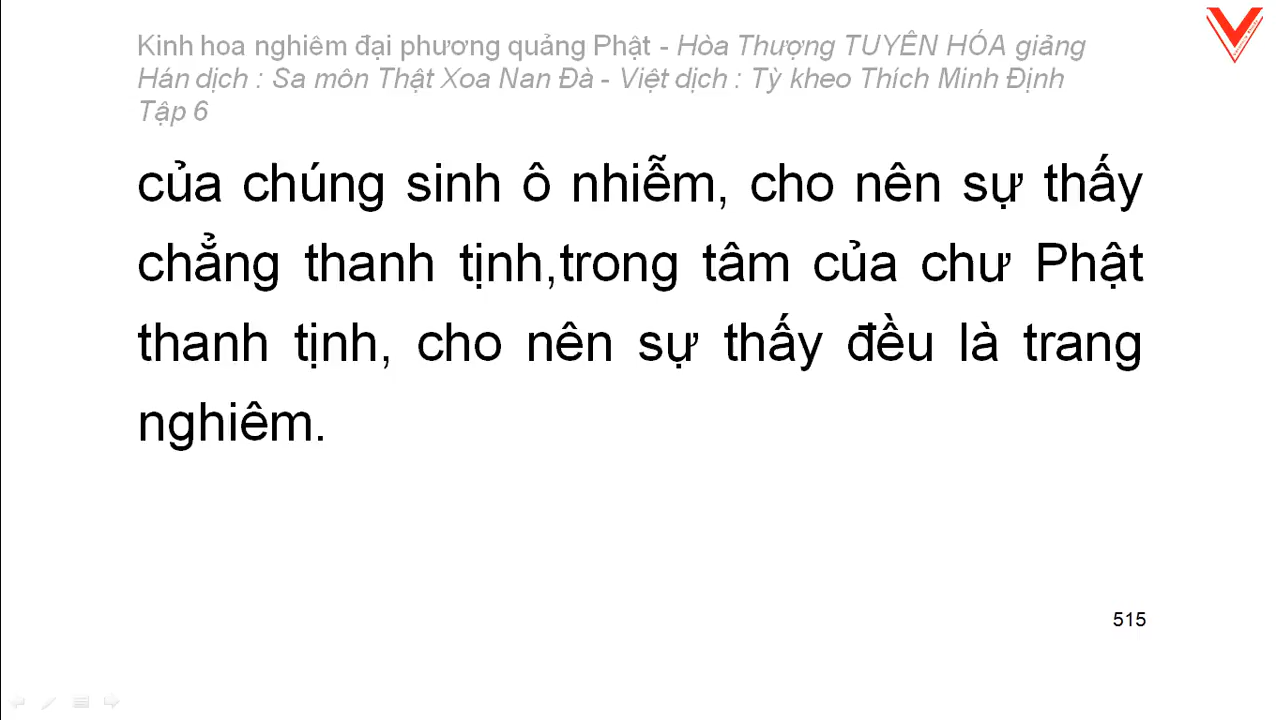 Kinh hoa nghiêm đại phương quảng Phật - Hòa Thượng TUYÊN HÓA giảng
Hán dịch : Sa môn Thật Xoa Nan Đà - Việt dịch : Tỳ kheo Thích Minh Định
Tập 6
của chúng sinh ô nhiễm, cho nên sự thấy
chẳng thanh tịnh,trong tâm của chư Phật
thanh tịnh, cho nên sự thấy đều là trang
nghiêm.
515